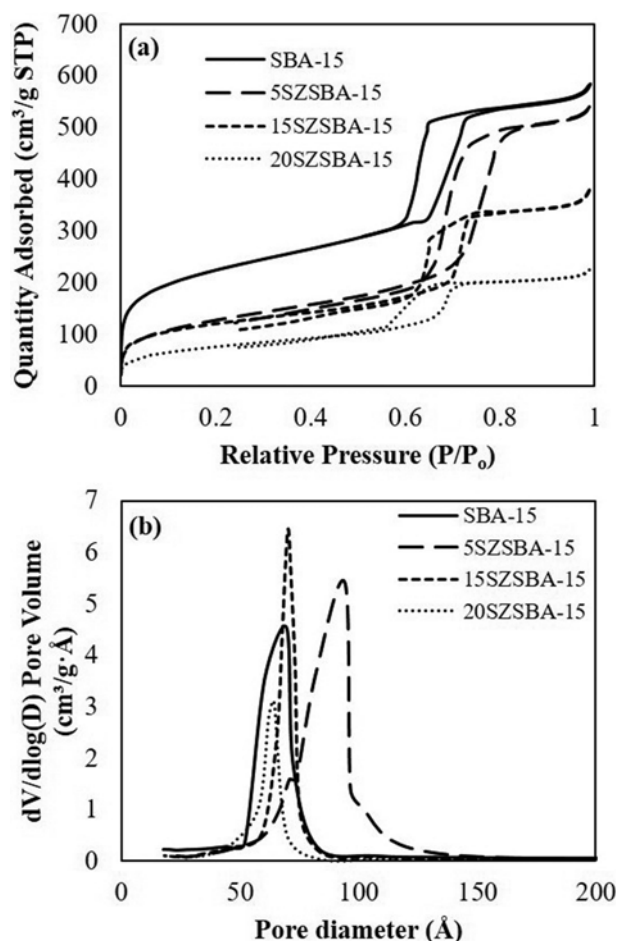 (a)
SBA-15
5SZSBA-15
15SZSBA-15
20SZSBA-15
Quantity Adsorbed (cm³/g STP)
700
600
500
400
300
200
100
0
0
0.2
0.4
0.6
0.8
1
Relative Pressure (P/Pₒ)
(b)
SBA-15
5SZSBA-15
15SZSBA-15
20SZSBA-15
dV/dlog(D) Pore Volume
(cm³/g·Å)
7
6
5
4
3
2
1
0
0
50
100
150
200
Pore diameter (Å)